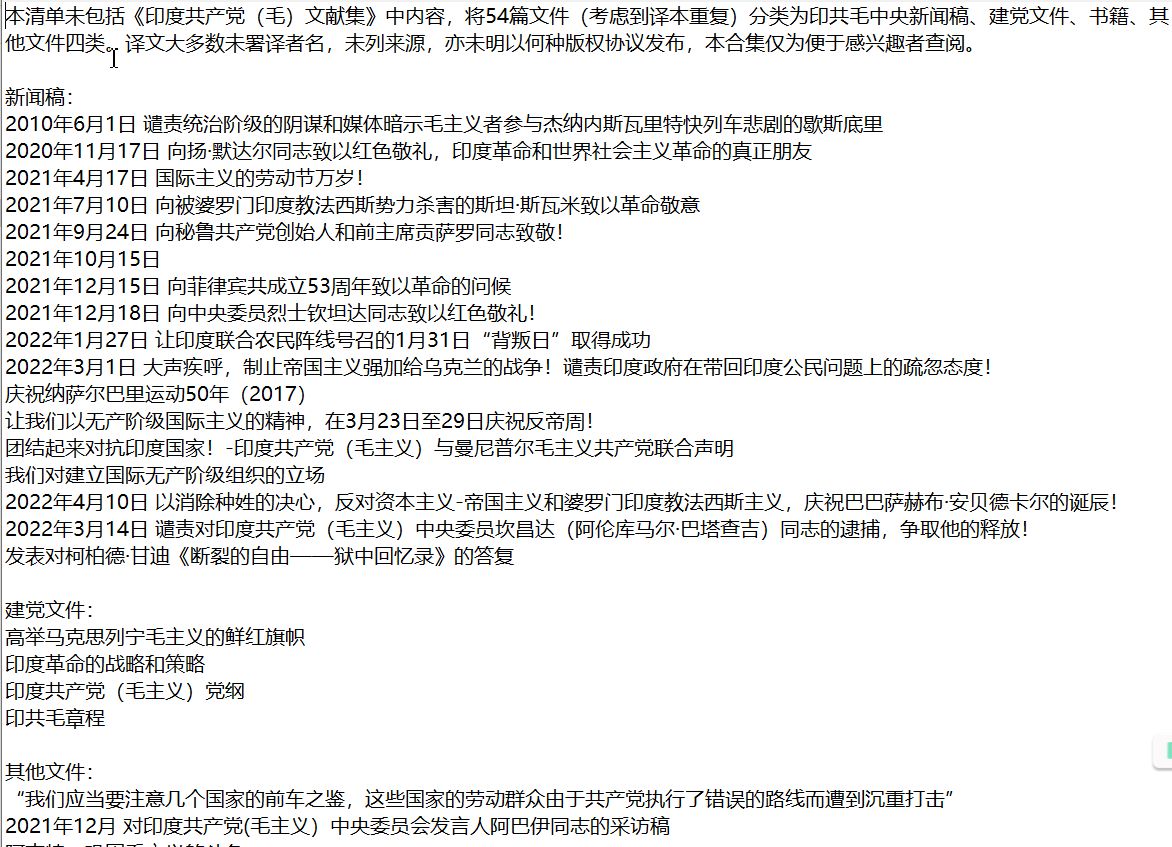 本清单未包括《印度共产党（毛）文献集》中内容，将54篇文件（考虑到译本重复）分类为印共毛中央新闻稿、建党文件、书籍、其
他文件四类。译文大多数未署译者名，未列来源，亦未明以何种版权协议发布，本合集仅为便于感兴趣者查阅。
新闻稿：
2010年6月1日 谴责统治阶级的阴谋和媒体暗示毛主义者参与杰纳内斯瓦里特快列车悲剧的歇斯底里
2020年11月17日 向扬·默达尔同志致以红色敬礼，印度革命和世界社会主义革命的真正朋友
2021年4月17日 国际主义的劳动节万岁！
2021年7月10日 向被婆罗门印度教法西斯势力杀害的斯坦·斯瓦米致以革命敬意
2021年9月24日 向秘鲁共产党创始人和前主席贡萨罗同志致敬！
2021年10月15日
2021年12月15日 向菲律宾共成立53周年致以革命的问候
2021年12月18日 向中央委员烈士钦坦达同志致以红色敬礼！
2022年1月27日 让印度联合农民阵线号召的1月31日“背叛日”取得成功
2022年3月1日 大声疾呼，制止帝国主义强加给乌克兰的战争！谴责印度政府在带回印度公民问题上的疏忽态度！
庆祝纳萨尔巴里运动50年（2017）
让我们以无产阶级国际主义的精神，在3月23日至29日庆祝反帝周！
团结起来对抗印度国家！-印度共产党（毛主义）与曼尼普尔毛主义共产党联合声明
我们对建立国际无产阶级组织的立场
2022年4月10日 以消除种姓的决心，反对资本主义-帝国主义和婆罗门印度教法西斯主义，庆祝巴巴萨赫布·安贝德卡尔的诞辰！
2022年3月14日 谴责对印度共产党（毛主义）中央委员坎昌达（阿伦库马尔·巴塔查吉）同志的逮捕，争取他的释放！
发表对柯柏德·甘迪《断裂的自由——狱中回忆录》的答复
建党文件：
高举马克思列宁毛主义的鲜红旗帜
印度革命的战略和策略
印度共产党（毛主义）党纲
印共毛章程
其他文件：
“我们应当要注意几个国家的前车之鉴，这些国家的劳动群众由于共产党执行了错误的路线而遭到沉重打击”
2021年12月 对印度共产党(毛主义）中央委员会发言人阿巴伊同志的采访稿